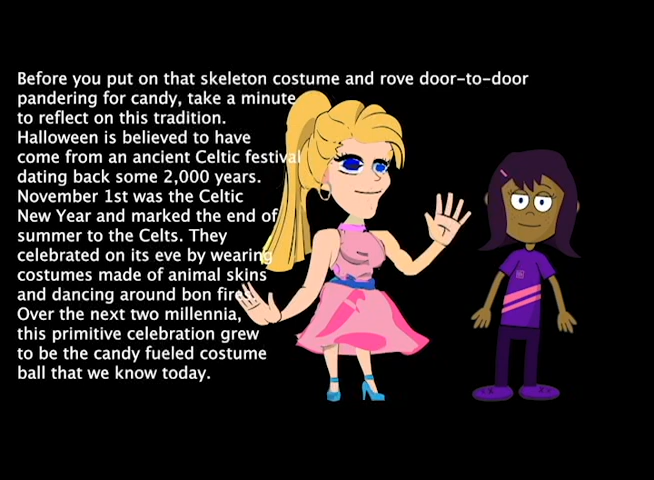 Before you put on that skeleton costume and rove door-to-door
pandering for candy, take a minute
to reflect on this tradition.
Halloween is believed to have
come from an ancient Celtic festival
dating back some 2,000 years.
November 1st was the Celtic
New Year and marked the end of
summer to the Celts. They
celebrated on its eve by wearing
costumes made of animal skins
and dancing around bon fires.
Over the next two millennia,
this primitive celebration grew
to be the candy fueled costume
ball that we know today.